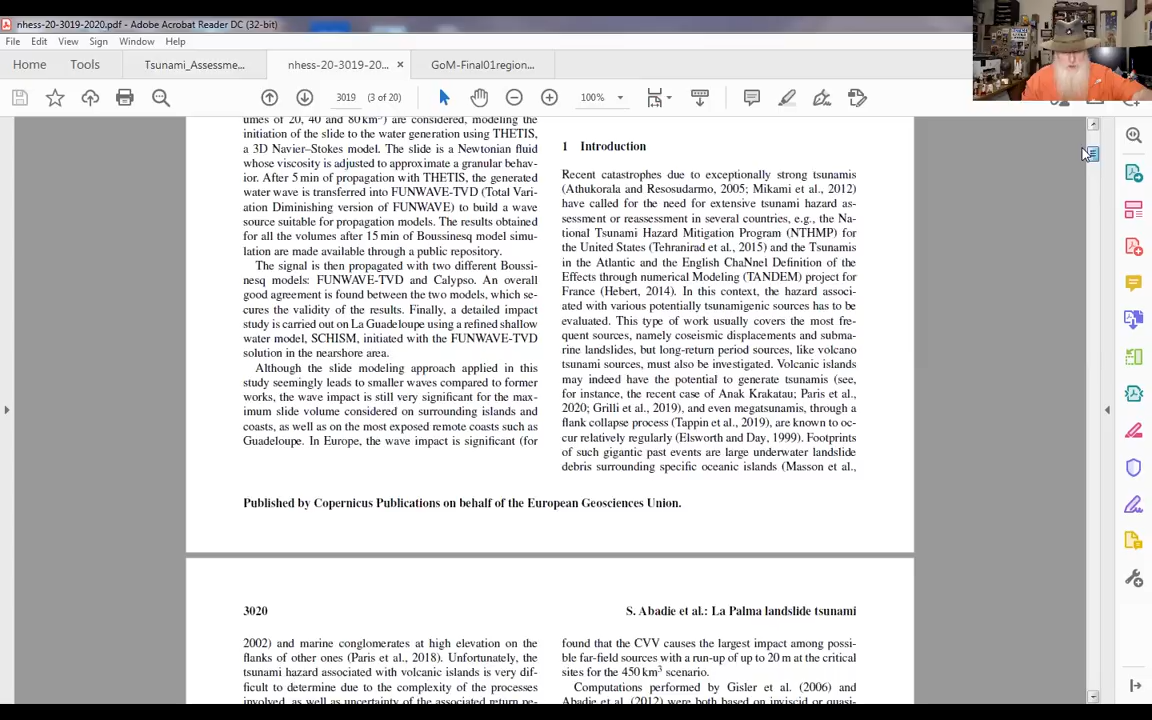 nhess-20-3019-2020.pdf - Adobe Acrobat Reader DC (32-bit)
File Edit View Sign Window Help
Home Tools Tsunami_Assessme... nhess-20-3019-20... × GoM-Final01region...
3019 (3 of 20) 100%
umes of 20, 40 and 80 km³) are considered, modeling the
initiation of the slide to the water generation using THETIS,
a 3D Navier–Stokes model. The slide is a Newtonian fluid
whose viscosity is adjusted to approximate a granular behav-
ior. After 5 min of propagation with THETIS, the generated
water wave is transferred into FUNWAVE-TVD (Total Vari-
ation Diminishing version of FUNWAVE) to build a wave
source suitable for propagation models. The results obtained
for all the volumes after 15 min of Boussinesq model simu-
lation are made available through a public repository.
The signal is then propagated with two different Boussi-
nesq models: FUNWAVE-TVD and Calypso. An overall
good agreement is found between the two models, which se-
cures the validity of the results. Finally, a detailed impact
study is carried out on La Guadeloupe using a refined shallow
water model, SCHISM, initiated with the FUNWAVE-TVD
solution in the nearshore area.
Although the slide modeling approach applied in this
study seemingly leads to smaller waves compared to former
works, the wave impact is still very significant for the max-
imum slide volume considered on surrounding islands and
coasts, as well as on the most exposed remote coasts such as
Guadeloupe. In Europe, the wave impact is significant (for
1 Introduction
Recent catastrophes due to exceptionally strong tsunamis
(Athukorala and Resosudarmo, 2005; Mikami et al., 2012)
have called for the need for extensive tsunami hazard as-
sessment or reassessment in several countries, e.g., the Na-
tional Tsunami Hazard Mitigation Program (NTHMP) for
the United States (Tehranirad et al., 2015) and the Tsunamis
in the Atlantic and the English ChaNnel Definition of the
Effects through numerical Modeling (TANDEM) project for
France (Hebert, 2014). In this context, the hazard associ-
ated with various potentially tsunamigenic sources has to be
evaluated. This type of work usually covers the most fre-
quent sources, namely coseismic displacements and subma-
rine landslides, but long-return period sources, like volcano
tsunami sources, must also be investigated. Volcanic islands
may indeed have the potential to generate tsunamis (see,
for instance, the recent case of Anak Krakatau; Paris et al.,
2020; Grilli et al., 2019), and even megatsunamis, through a
flank collapse process (Tappin et al., 2019), are known to oc-
cur relatively regularly (Elsworth and Day, 1999). Footprints
of such gigantic past events are large underwater landslide
debris surrounding specific oceanic islands (Masson et al.,
Published by Copernicus Publications on behalf of the European Geosciences Union.
3020 S. Abadie et al.: La Palma landslide tsunami
2002) and marine conglomerates at high elevation on the
flanks of other ones (Paris et al., 2018). Unfortunately, the
tsunami hazard associated with volcanic islands is very dif-
ficult to determine due to the complexity of the processes
involved, as well as uncertainty of the associated return pe-
found that the CVV causes the largest impact among possi-
ble far-field sources with a run-up of up to 20 m at the critical
sites for the 450 km³ scenario.
Computations performed by Gisler et al. (2006) and
Abadie et al. (2012) were both based on inviscid or quasi-